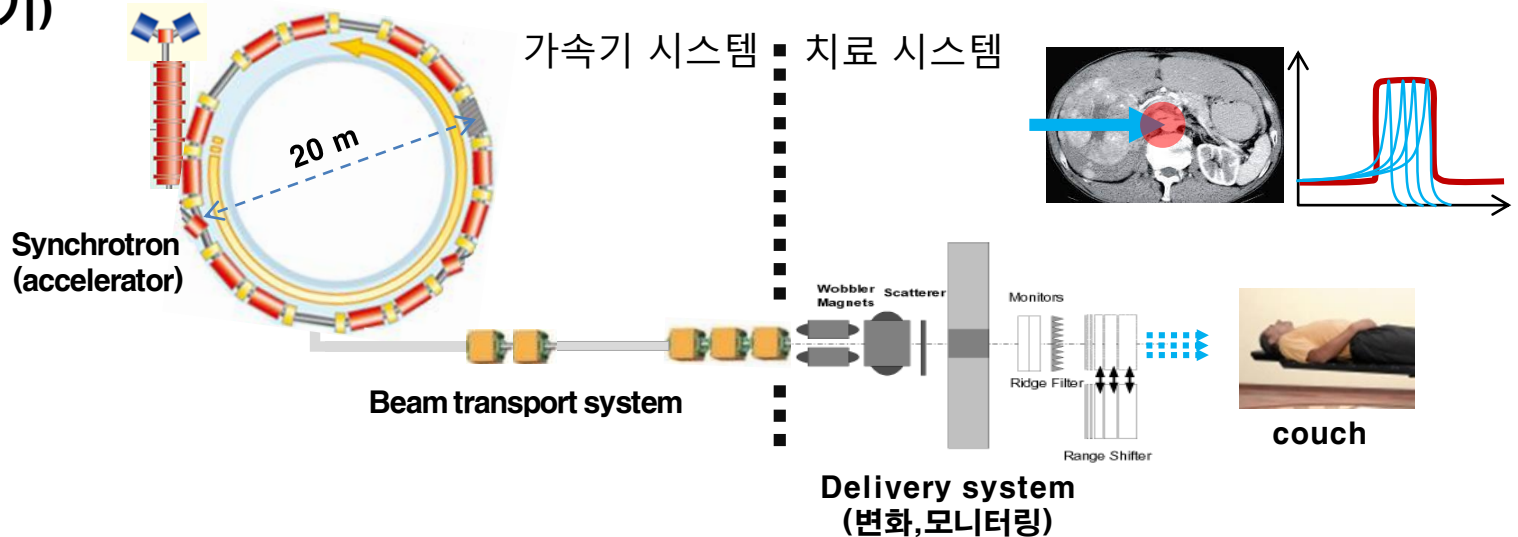 기)
가속기 시스템
치료 시스템
20 m
Synchrotron
(accelerator)
Wobbler
Magnets
Scatterer
Monitors
Ridge Filter
Range Shifter
Beam transport system
couch
Delivery system
(변화,모니터링)